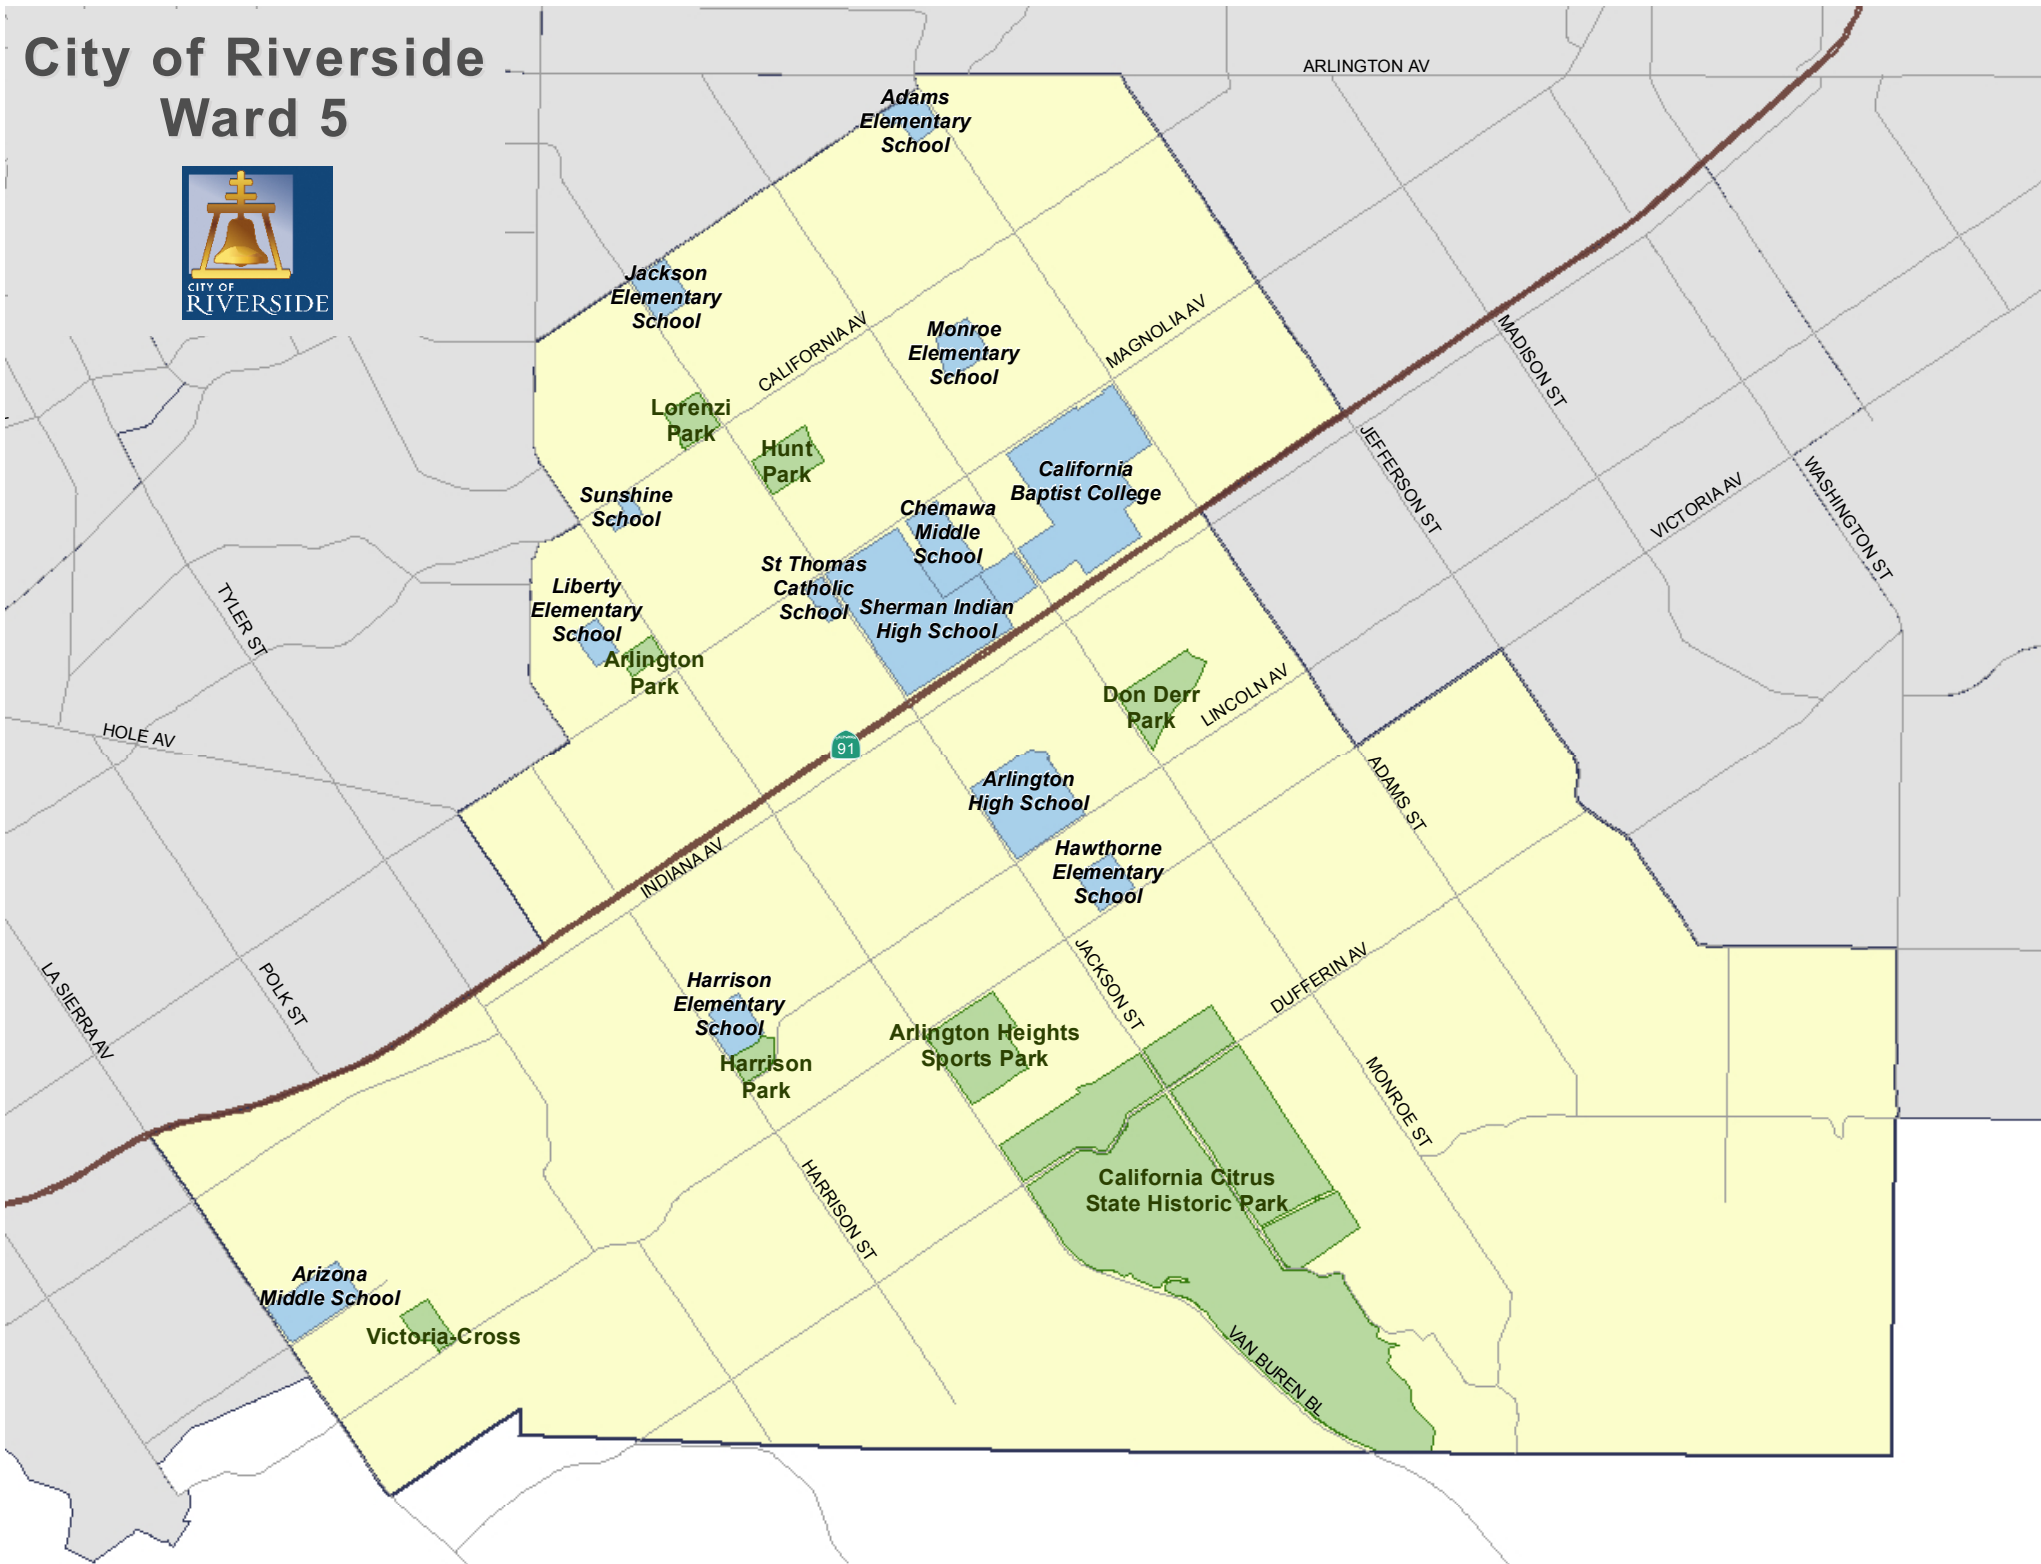 City of Riverside
Ward 5
CITY OF
RIVERSIDE
ARLINGTON AV
Adams
Elementary
School
Jackson
Elementary
School
CALIFORNIA AV
Monroe
Elementary
School
MAGNOLIA AV
MADISON ST
Lorenzi
Park
Hunt
Park
JEFFERSON ST
California
Baptist College
WASHINGTON ST
VICTORIA AV
Sunshine
School
Chemawa
Middle
School
St Thomas
Catholic
School
Sherman Indian
High School
Liberty
Elementary
School
TYLER ST
Arlington
Park
Don Derr
Park
LINCOLN AV
HOLE AV
91
ADAMS ST
Arlington
High School
INDIANA AV
Hawthorne
Elementary
School
LA SIERRA AV
POLK ST
JACKSON ST
DUFFERIN AV
Harrison
Elementary
School
Harrison
Park
Arlington Heights
Sports Park
MONROE ST
California Citrus
State Historic Park
HARRISON ST
Arizona
Middle School
Victoria-Cross
VAN BUREN BL